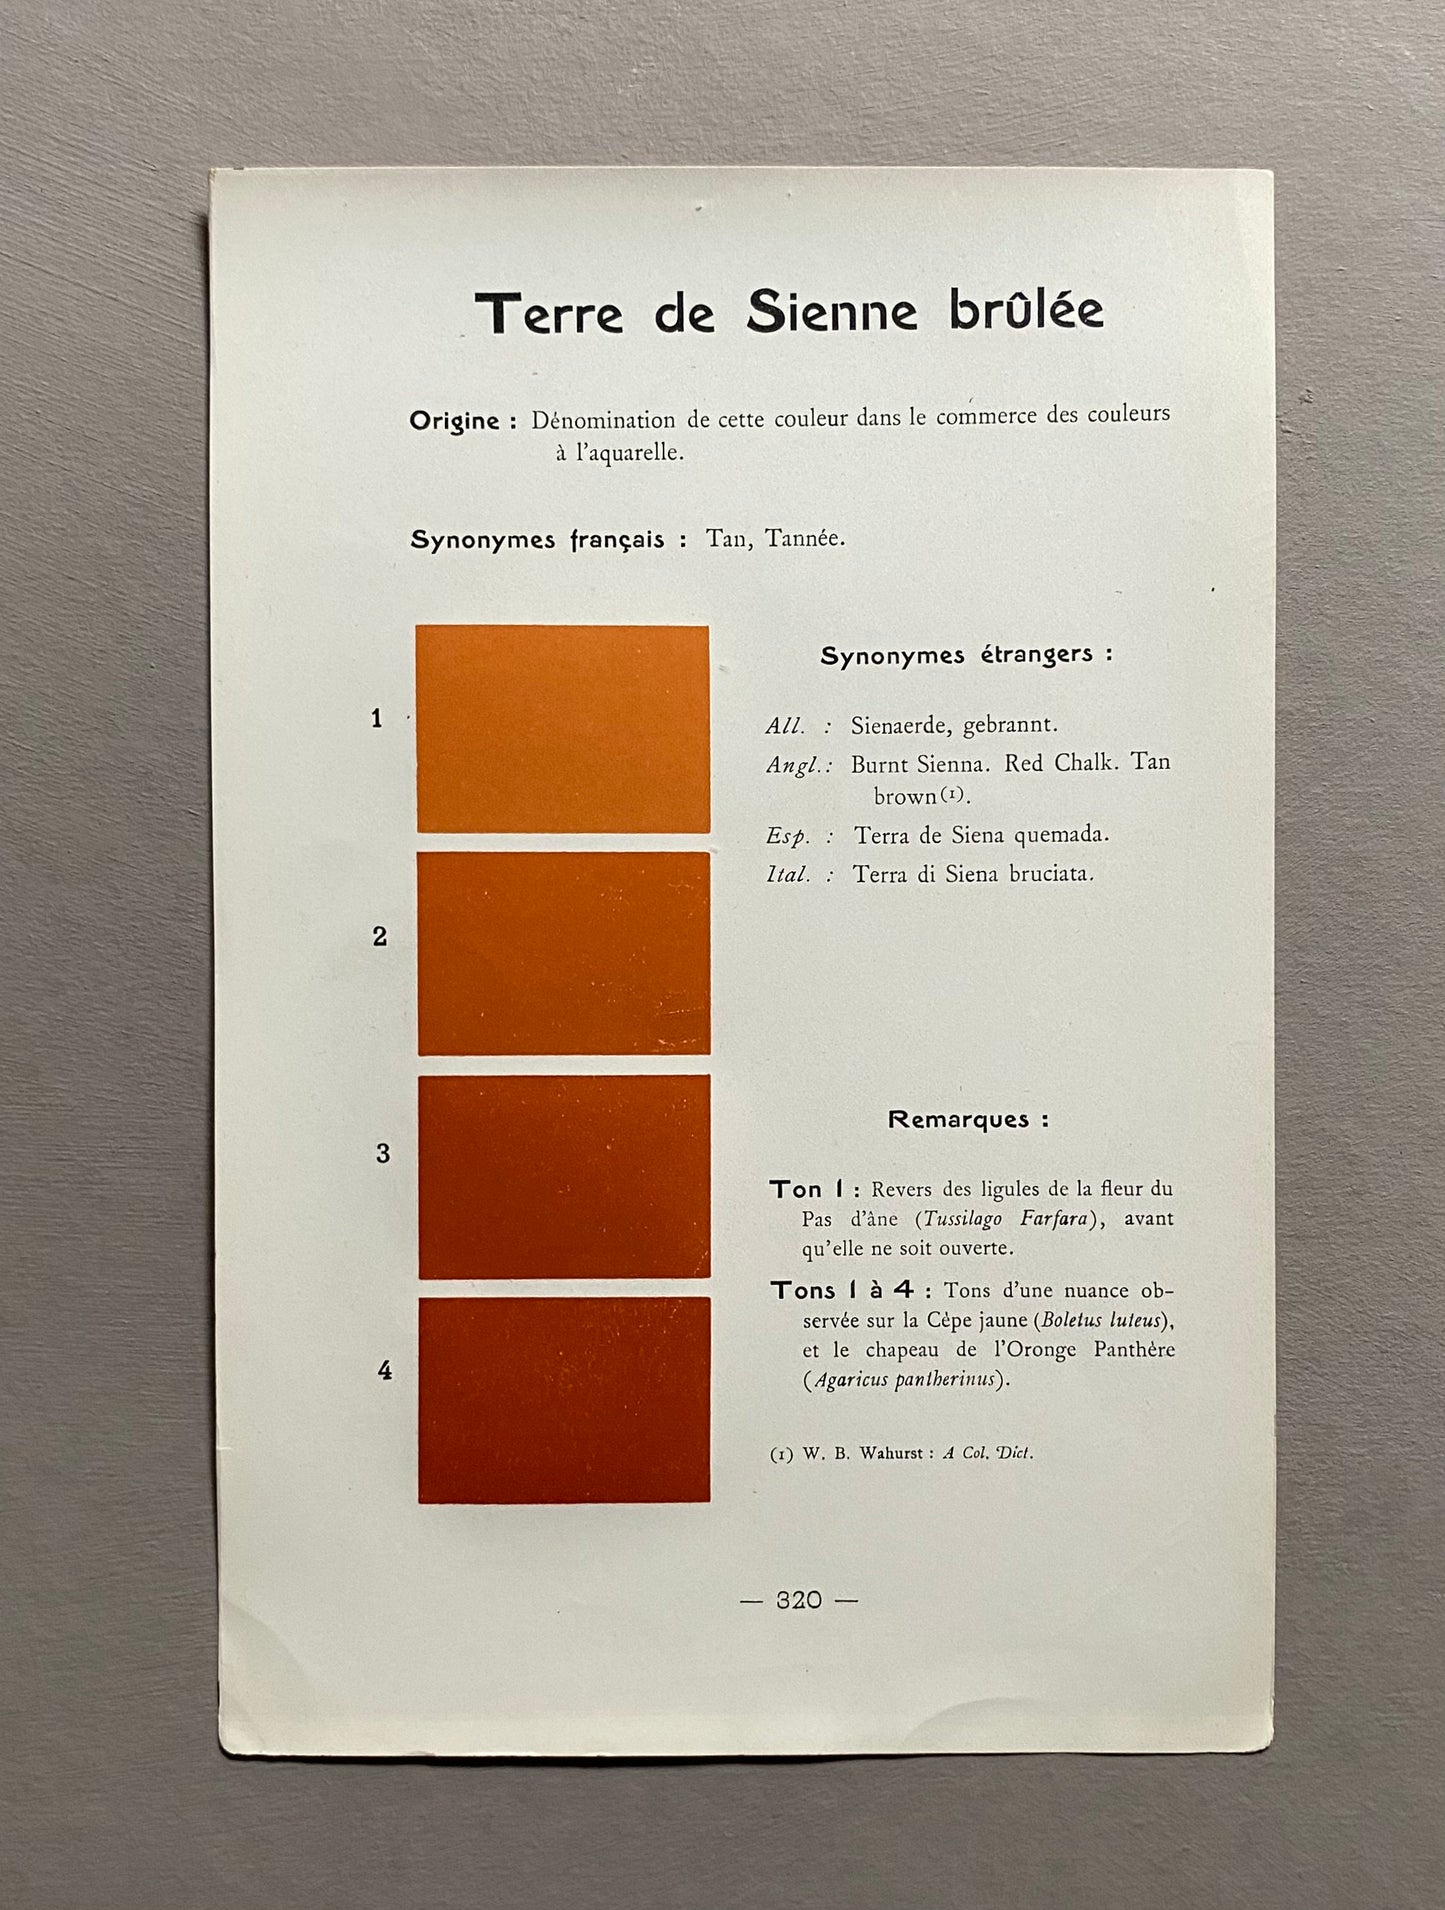 Terre de Sienne brûlée
Origine : Dénomination de cette couleur dans le commerce des couleurs
à l'aquarelle.
Synonymes français : Tan, Tannée.
1
2
3
4
Synonymes étrangers :
All. : Sienaerde, gebrannt.
Angl.: Burnt Sienna. Red Chalk. Tan
brown (1).
Esp. : Terra de Siena quemada.
Ital. : Terra di Siena bruciata.
Remarques :
Ton 1 : Revers des ligules de la fleur du
Pas d'âne (Tussilago Farfara), avant
qu'elle ne soit ouverte.
Tons 1 à 4 : Tons d'une nuance ob-
servée sur la Cèpe jaune (Boletus luteus),
et le chapeau de l'Oronge Panthère
(Agaricus pantherinus).
(1) W. B. Wahurst : A Col. Dict.
— 320 —